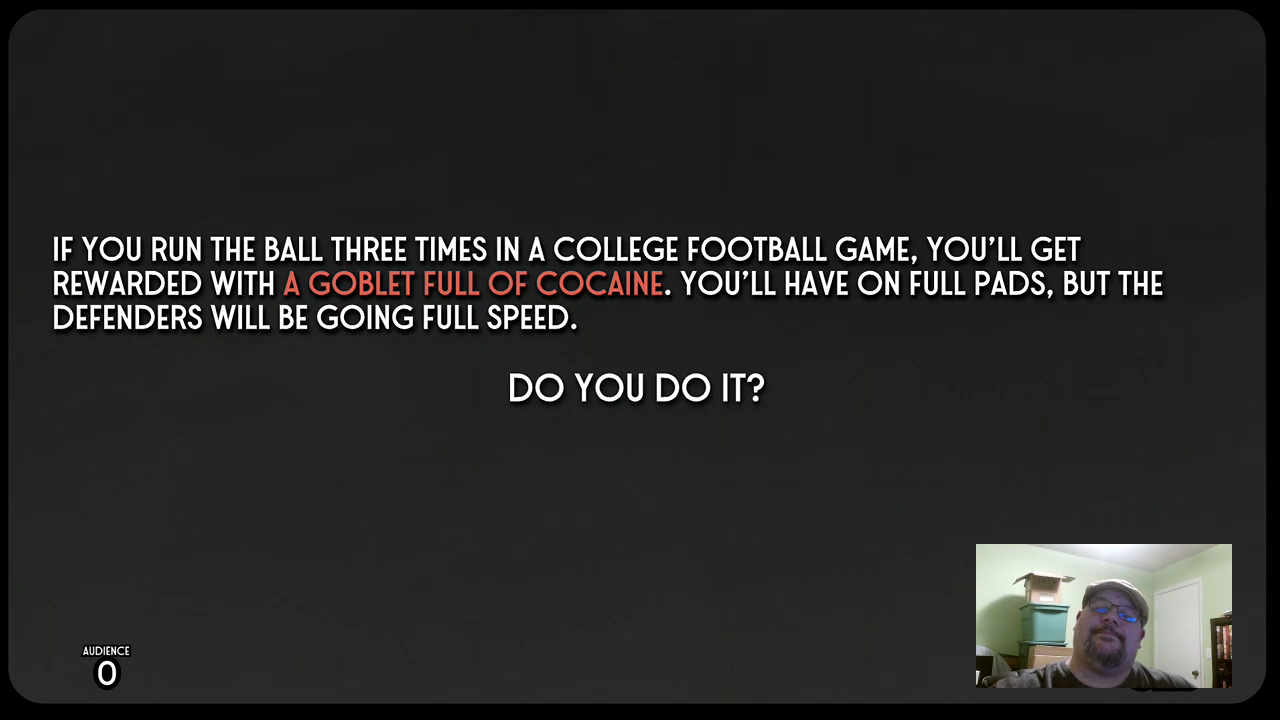 IF YOU RUN THE BALL THREE TIMES IN A COLLEGE FOOTBALL GAME, YOU'LL GET
REWARDED WITH A GOBLET FULL OF COCAINE. YOU'LL HAVE ON FULL PADS, BUT THE
DEFENDERS WILL BE GOING FULL SPEED.
DO YOU DO IT?
AUDIENCE
0